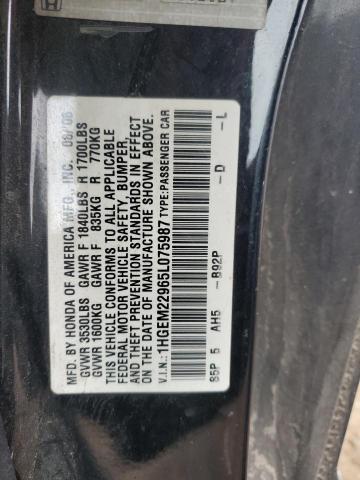 MFD. BY HONDA OF AMERICA MFG., INC. 08/06
GVWR 3530LBS GAWR F 1840LBS R 1700LBS
GVWR 1600KG GAWR F 835KG R 770KG
THIS VEHICLE CONFORMS TO ALL APPLICABLE
FEDERAL MOTOR VEHICLE SAFETY, BUMPER,
AND THEFT PREVENTION STANDARDS IN EFFECT
ON THE DATE OF MANUFACTURE SHOWN ABOVE.
V.I.N.: 1HGEM22965L075987 TYPE: PASSENGER CAR
S5P 5 AH5 -B92P -D -L